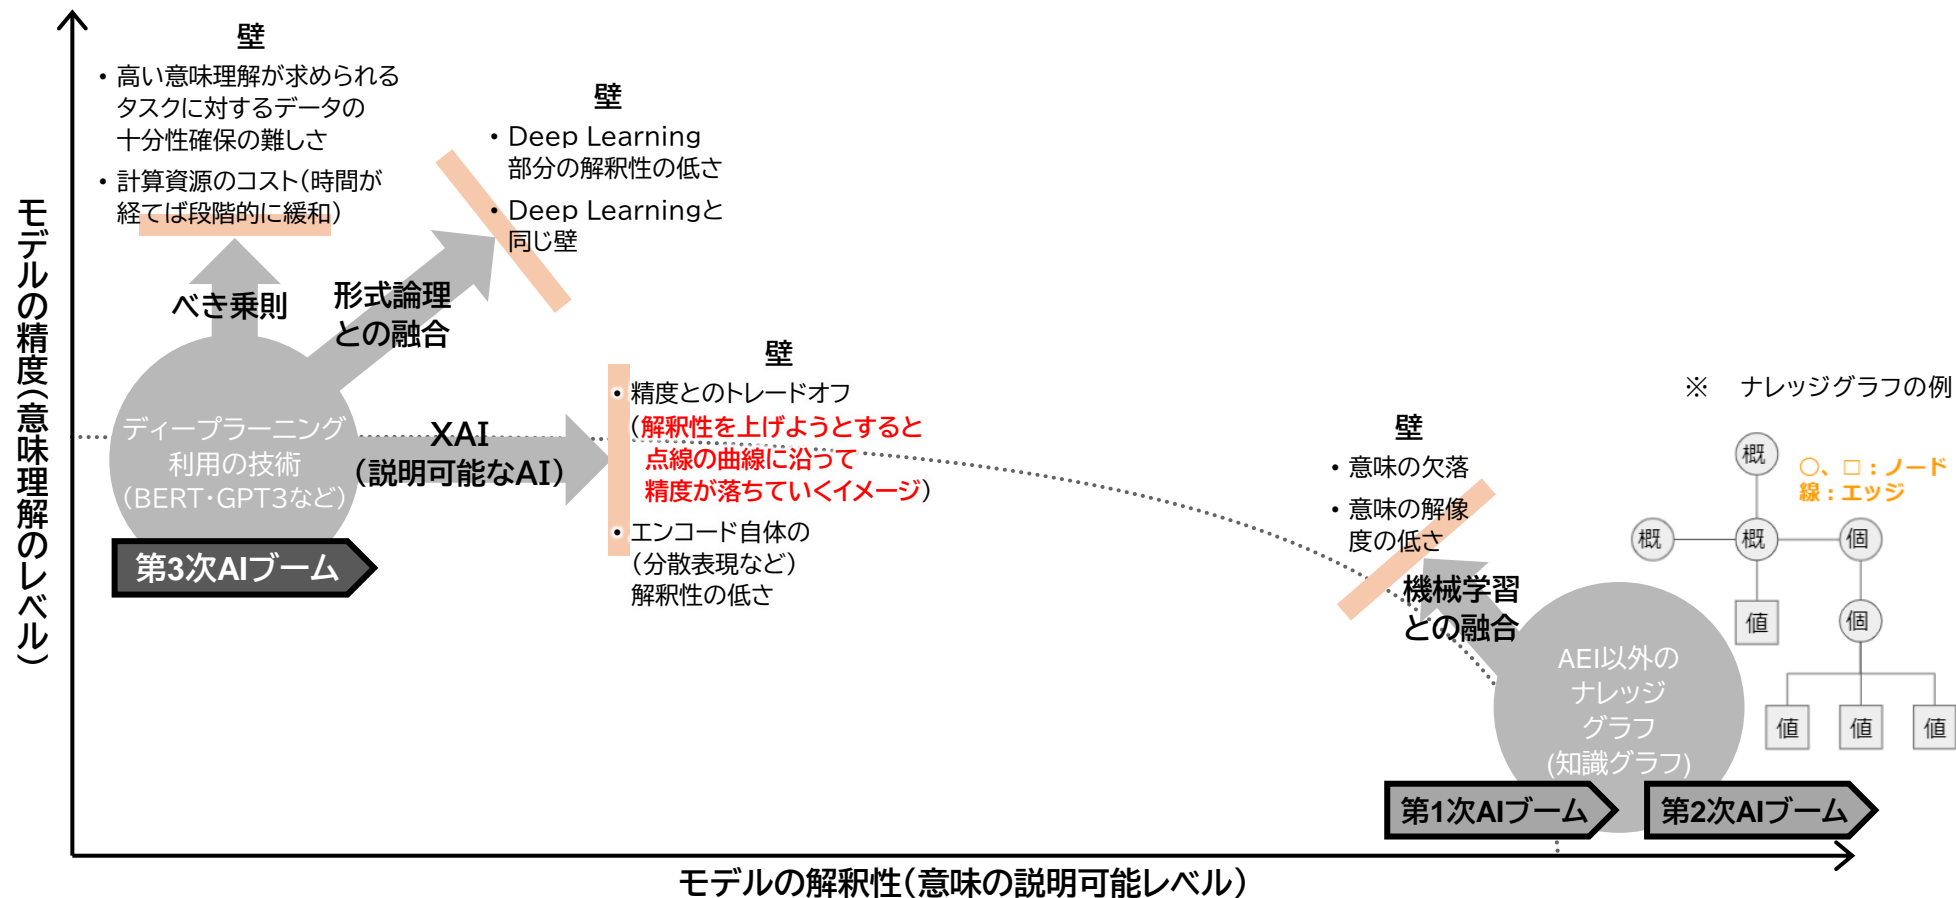 モデルの精度(意味理解のレベル)
壁
・高い意味理解が求められる
タスクに対するデータの
十分性確保の難しさ
・計算資源のコスト(時間が
経てば段階的に緩和)
べき乗則
壁
・Deep Learning
部分の解釈性の低さ
・Deep Learningと
同じ壁
形式論理
との融合
ディープラーニング
利用の技術
(BERT・GPT3など)
第3次AIブーム
XAI
(説明可能なAI)
壁
・精度とのトレードオフ
(解釈性を上げようとすると
点線の曲線に沿って
精度が落ちていくイメージ)
・エンコード自体の
(分散表現など)
解釈性の低さ
壁
・意味の欠落
・意味の解像
度の低さ
機械学習
との融合
AEI以外の
ナレッジ
グラフ
(知識グラフ)
第1次AIブーム
第2次AIブーム
※ ナレッジグラフの例
概
〇、□:ノード
線:エッジ
概 概 個
値 個
値 値 値
モデルの解釈性(意味の説明可能レベル)